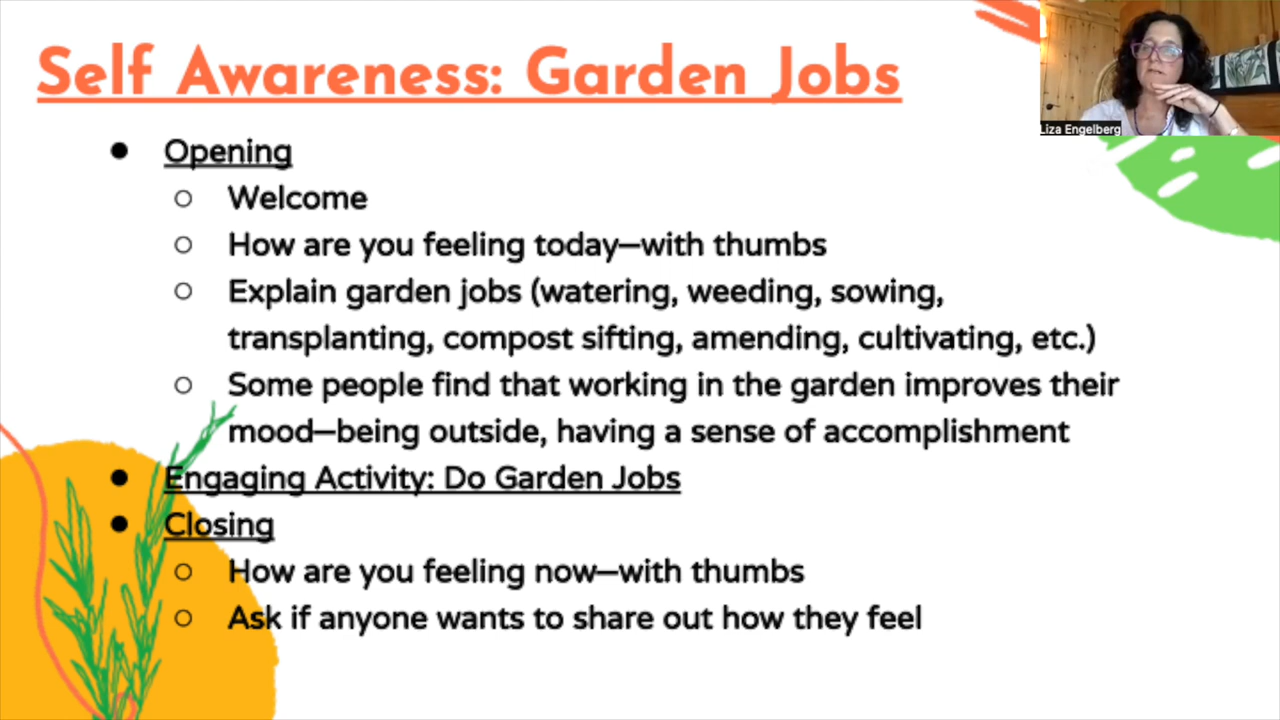 Self Awareness: Garden Jobs
Liza Engelberg
● Opening
○ Welcome
○ How are you feeling today—with thumbs
○ Explain garden jobs (watering, weeding, sowing,
transplanting, compost sifting, amending, cultivating, etc.)
○ Some people find that working in the garden improves their
mood—being outside, having a sense of accomplishment
● Engaging Activity: Do Garden Jobs
● Closing
○ How are you feeling now—with thumbs
○ Ask if anyone wants to share out how they feel